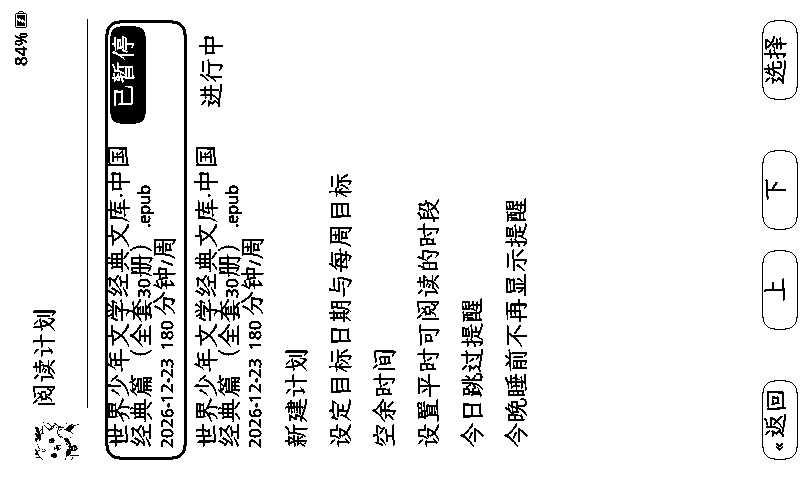 84%
阅读计划
世界少年文学经典文库.中国
经典篇（全套30册）.epub
2026-12-23 180 分钟/周
已暂停
世界少年文学经典文库.中国
经典篇（全套30册）.epub
2026-12-23 180 分钟/周
进行中
新建计划
设定目标日期与每周目标
空余时间
设置平时可阅读的时段
今日跳过提醒
今晚睡前不再显示提醒
« 返回
上
下
选择